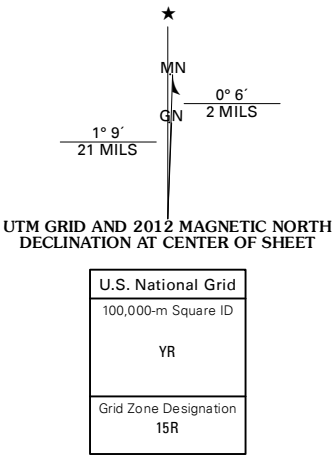 MN
0° 6´
2 MILS
GN
1° 9´
21 MILS
UTM GRID AND 2012 MAGNETIC NORTH
DECLINATION AT CENTER OF SHEET
U.S. National Grid
100,000-m Square ID
YR
Grid Zone Designation
15R